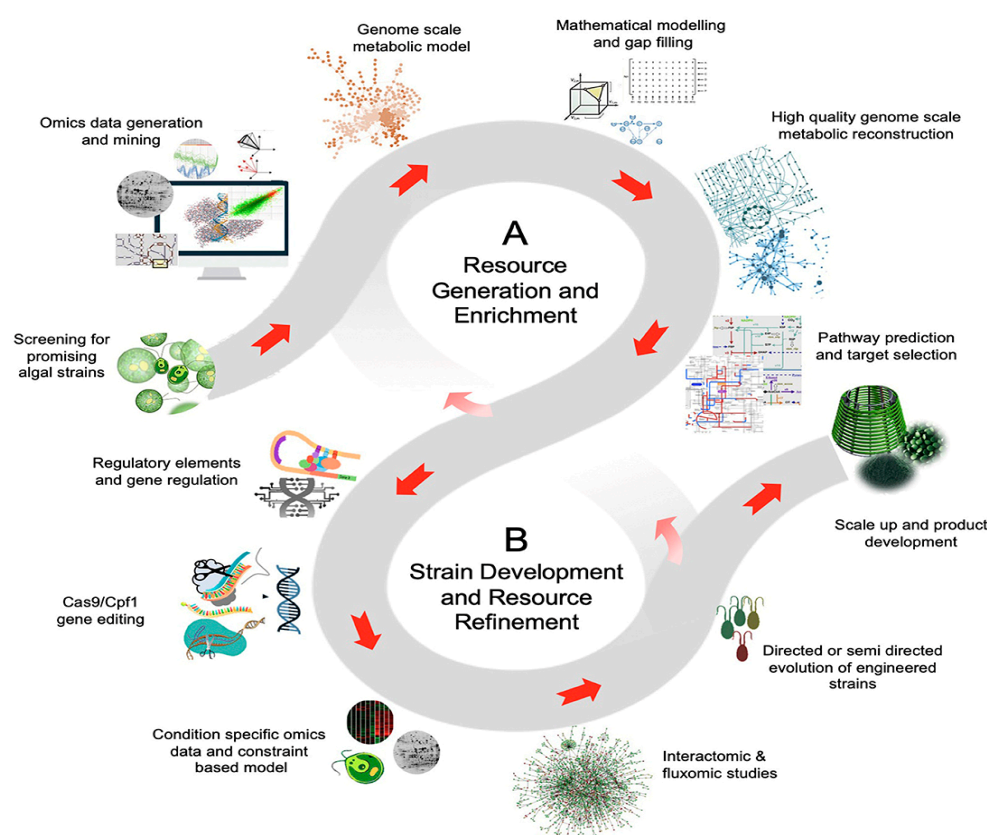 Genome scale
metabolic model
Mathematical modelling
and gap filling
Omics data generation
and mining
High quality genome scale
metabolic reconstruction
A
Resource
Generation and
Enrichment
Screening for
promising
algal strains
Pathway prediction
and target selection
Regulatory elements
and gene regulation
Scale up and product
development
B
Strain Development
and Resource
Refinement
Cas9/Cpf1
gene editing
Directed or semi directed
evolution of engineered
strains
Condition specific omics
data and constraint
based model
Interactomic &
fluxomic studies